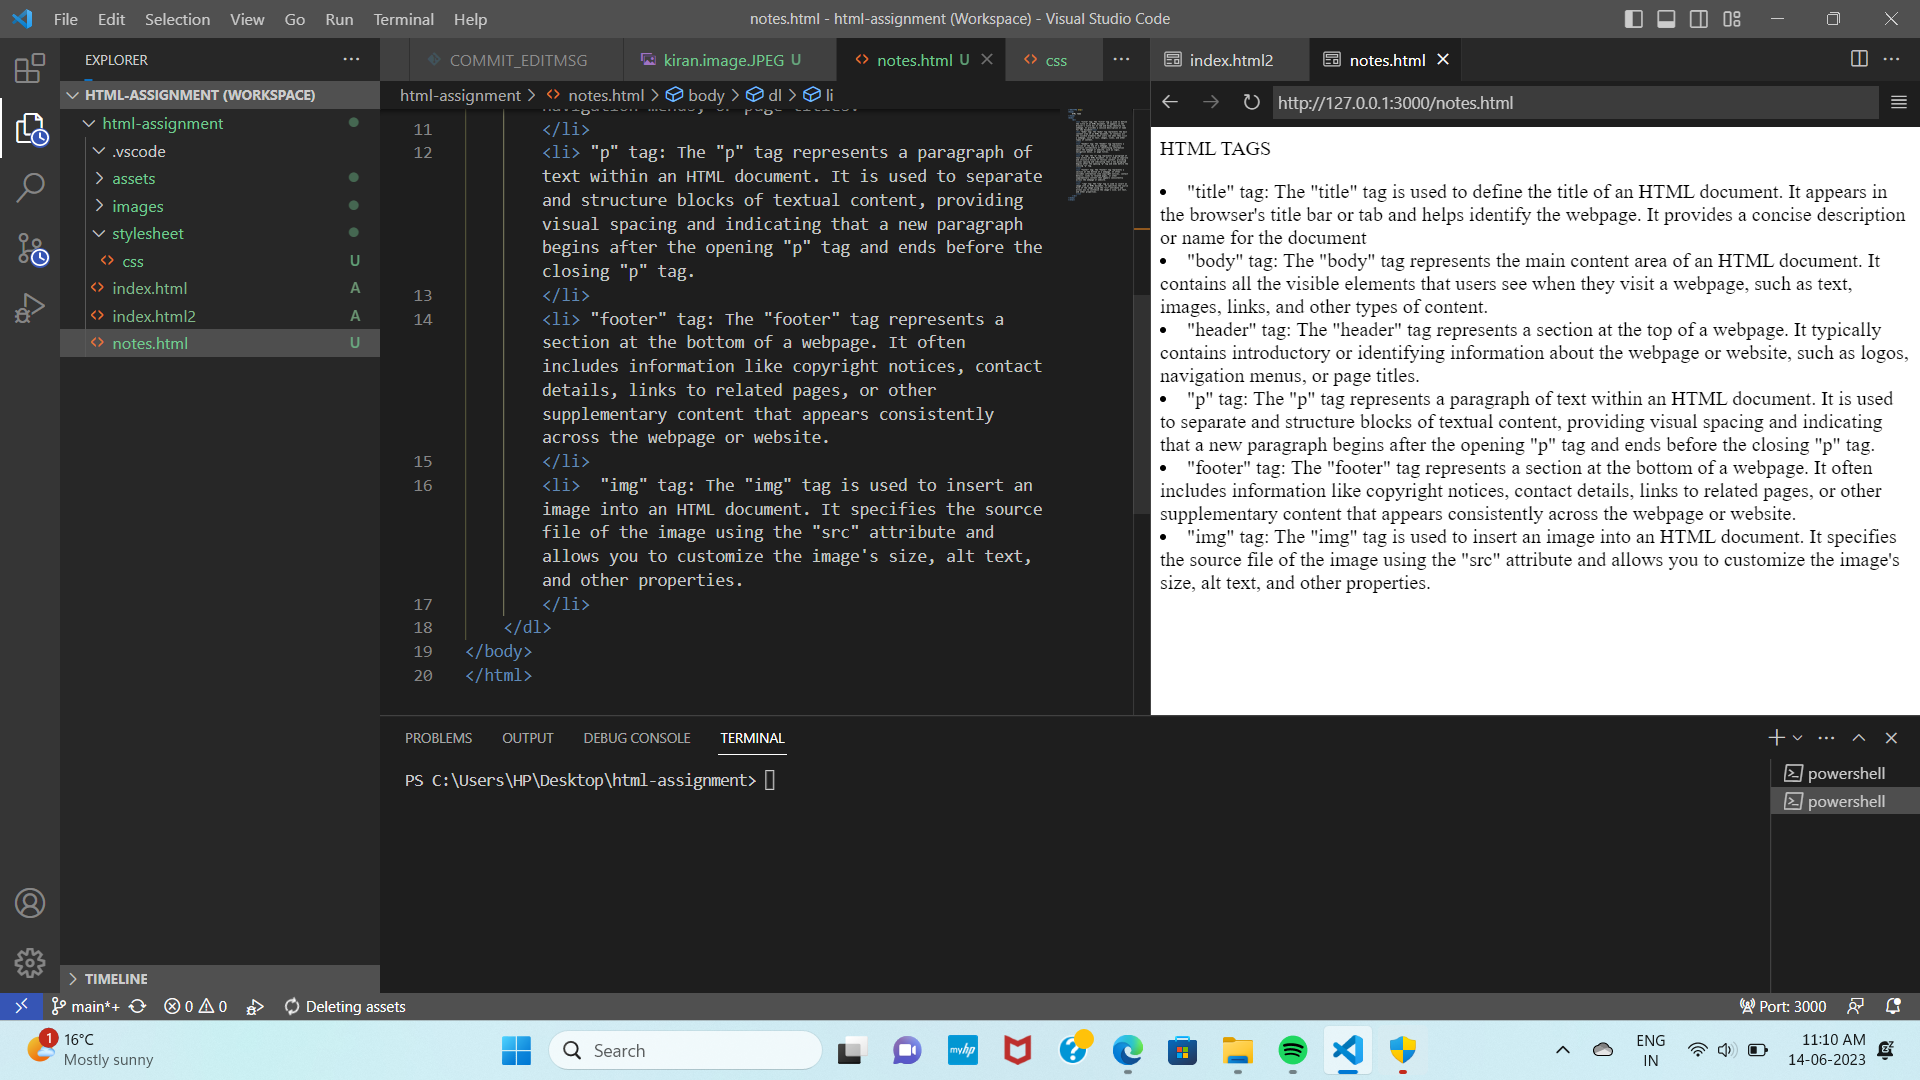 File Edit Selection View Go Run Terminal Help
notes.html - html-assignment (Workspace) - Visual Studio Code
EXPLORER
HTML-ASSIGNMENT (WORKSPACE)
html-assignment
.vscode
assets
images
stylesheet
css U
index.html A
index.html2 A
notes.html U
TIMELINE
COMMIT_EDITMSG
kiran.image.JPEG U
notes.html U
css
html-assignment > notes.html > body > dl > li
11 </li>
12 <li> "p" tag: The "p" tag represents a paragraph of
text within an HTML document. It is used to separate
and structure blocks of textual content, providing
visual spacing and indicating that a new paragraph
begins after the opening "p" tag and ends before the
closing "p" tag.
13 </li>
14 <li> "footer" tag: The "footer" tag represents a
section at the bottom of a webpage. It often
includes information like copyright notices, contact
details, links to related pages, or other
supplementary content that appears consistently
across the webpage or website.
15 </li>
16 <li>  "img" tag: The "img" tag is used to insert an
image into an HTML document. It specifies the source
file of the image using the "src" attribute and
allows you to customize the image's size, alt text,
and other properties.
17 </li>
18 </dl>
19 </body>
20 </html>
index.html2
notes.html
http://127.0.0.1:3000/notes.html
HTML TAGS
• "title" tag: The "title" tag is used to define the title of an HTML document. It appears in
the browser's title bar or tab and helps identify the webpage. It provides a concise description
or name for the document
• "body" tag: The "body" tag represents the main content area of an HTML document. It
contains all the visible elements that users see when they visit a webpage, such as text,
images, links, and other types of content.
• "header" tag: The "header" tag represents a section at the top of a webpage. It typically
contains introductory or identifying information about the webpage or website, such as logos,
navigation menus, or page titles.
• "p" tag: The "p" tag represents a paragraph of text within an HTML document. It is used
to separate and structure blocks of textual content, providing visual spacing and indicating
that a new paragraph begins after the opening "p" tag and ends before the closing "p" tag.
• "footer" tag: The "footer" tag represents a section at the bottom of a webpage. It often
includes information like copyright notices, contact details, links to related pages, or other
supplementary content that appears consistently across the webpage or website.
• "img" tag: The "img" tag is used to insert an image into an HTML document. It specifies
the source file of the image using the "src" attribute and allows you to customize the image's
size, alt text, and other properties.
PROBLEMS OUTPUT DEBUG CONSOLE TERMINAL
PS C:\Users\HP\Desktop\html-assignment>
powershell
powershell
main*+ 0 0 Deleting assets
Port: 3000
1
16°C
Mostly sunny
Search
myhp
ENG
IN
11:10 AM
14-06-2023